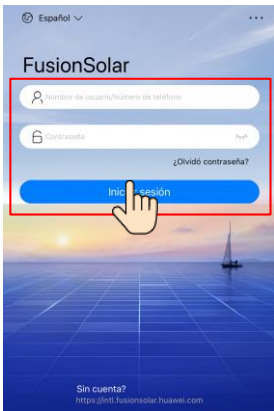 Español
FusionSolar
Nombre de usuario/Número de teléfono
Contraseña
¿Olvidó contraseña?
Iniciar sesión
Sin cuenta?
https://intl.fusionsolar.huawei.com